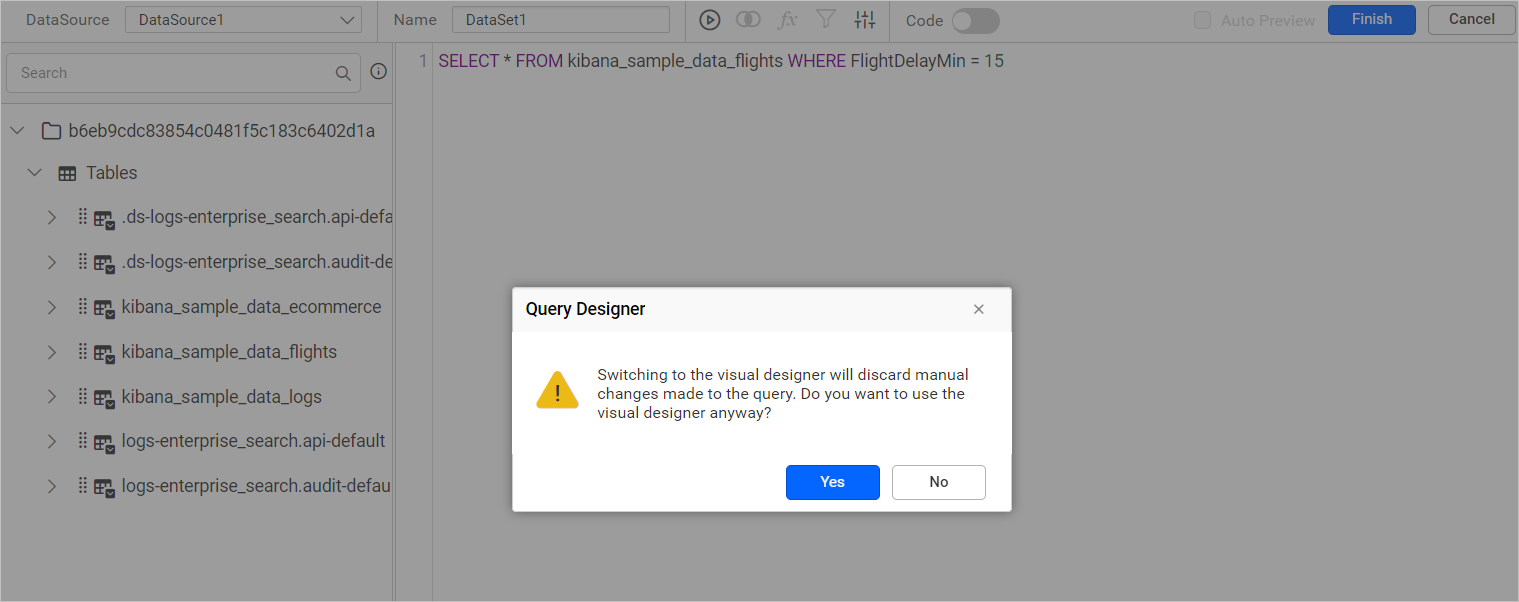 DataSource DataSource1 Name DataSet1 fx Code Auto Preview Finish Cancel
Search
1 SELECT * FROM kibana_sample_data_flights WHERE FlightDelayMin = 15
b6eb9cdc83854c0481f5c183c6402d1a
Tables
.ds-logs-enterprise_search.api-defa
.ds-logs-enterprise_search.audit-de
kibana_sample_data_ecommerce
kibana_sample_data_flights
kibana_sample_data_logs
logs-enterprise_search.api-default
logs-enterprise_search.audit-defau
Query Designer
Switching to the visual designer will discard manual
changes made to the query. Do you want to use the
visual designer anyway?
Yes No